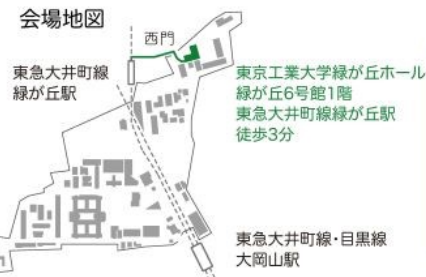 会場地図
西門
東急大井町線
緑が丘駅
東京工業大学緑が丘ホール
緑が丘6号館1階
東急大井町線緑が丘駅
徒歩3分
東急大井町線・目黒線
大岡山駅